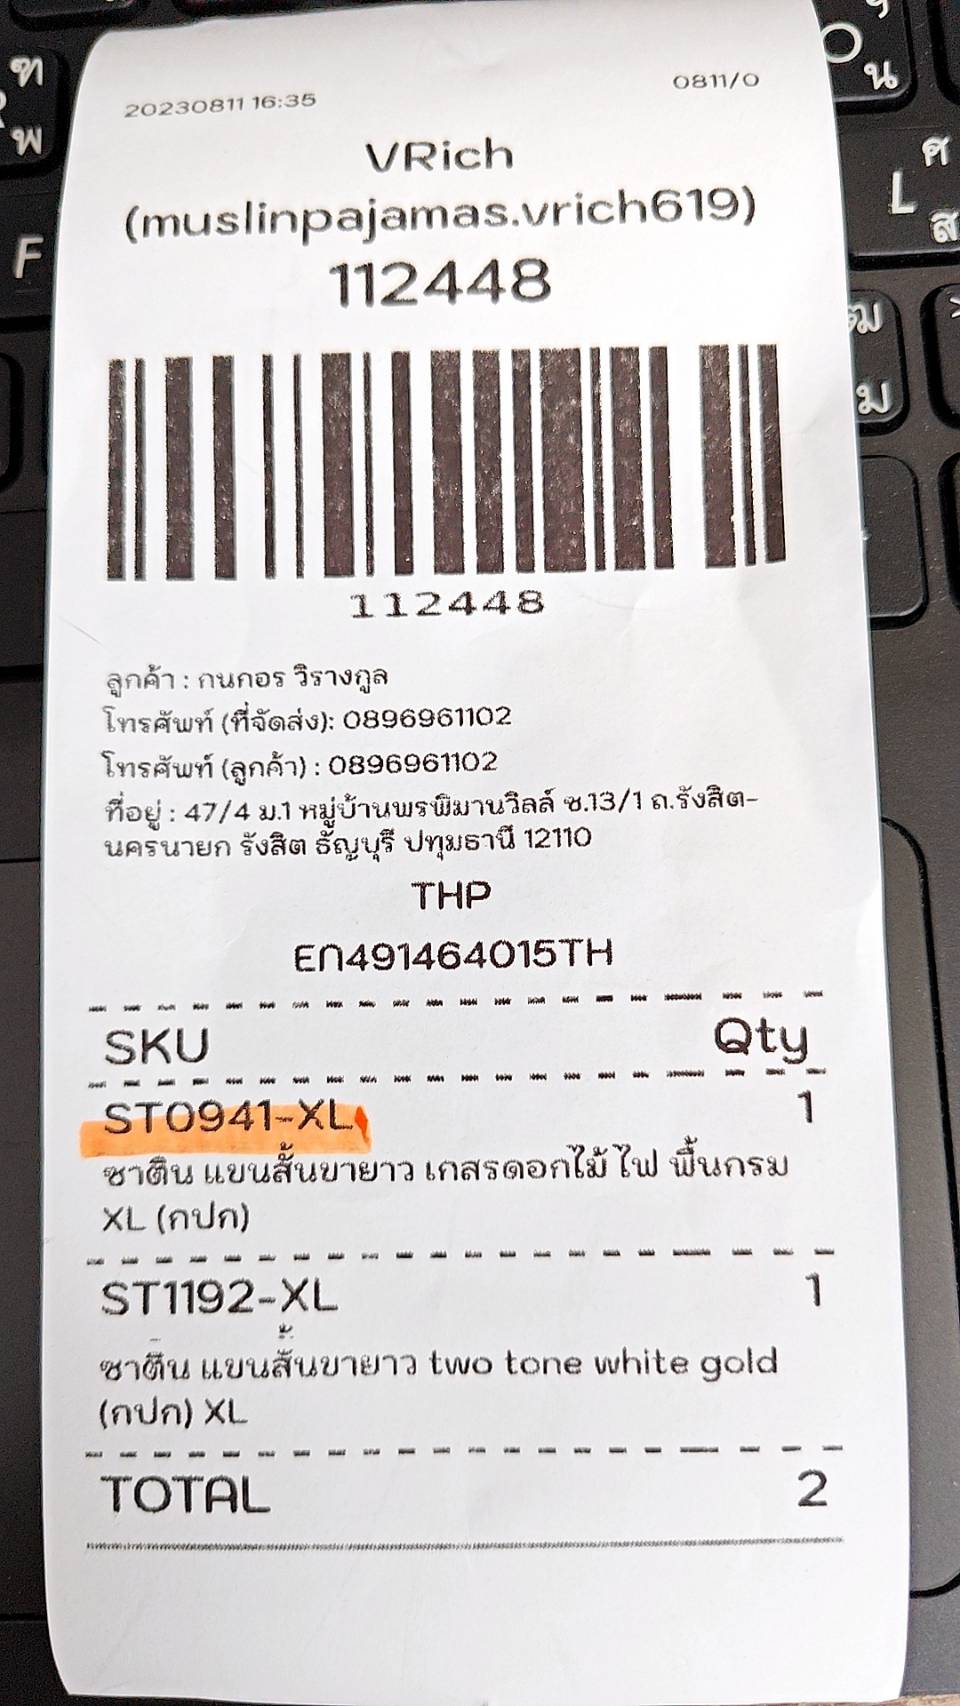 20230811 16:35
0811/0
VRich
(muslinpajamas.vrich619)
112448
112448
ลูกค้า : กนกอร วิรางกูล
โทรศัพท์ (ที่จัดส่ง): 0896961102
โทรศัพท์ (ลูกค้า) : 0896961102
ที่อยู่ : 47/4 ม.1 หมู่บ้านพรพิมานวิลล์ ซ.13/1 ถ.รังสิต-
นครนายก รังสิต ธัญบุรี ปทุมธานี 12110
THP
EN491464015TH
SKU Qty
ST0941-XL 1
ซาติน แขนสั้นขายาว เกสรดอกไม้ ไฟ พื้นกรม
XL (กปก)
ST1192-XL 1
ซาติน แขนสั้นขายาว two tone white gold
(กปก) XL
TOTAL 2
ฑ
พ
F
น
ศ
L
ส
ฒ
ม